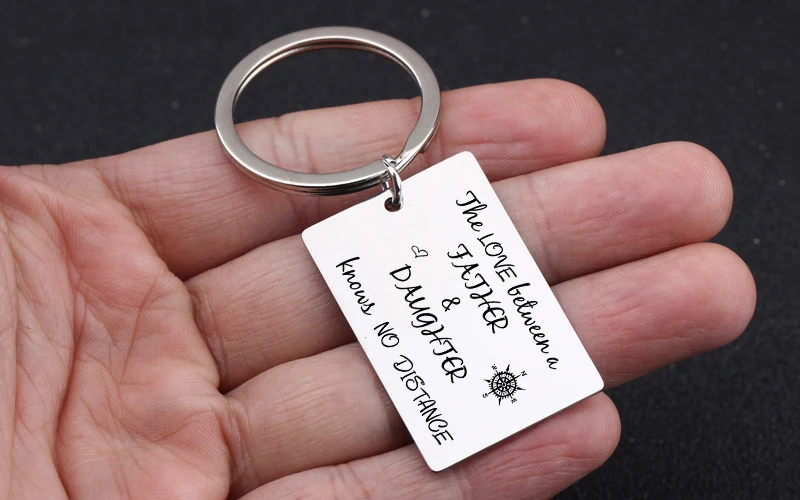 The LOVE between a
FATHER
&
DAUGHTER
knows NO DISTANCE
N
W
E
S